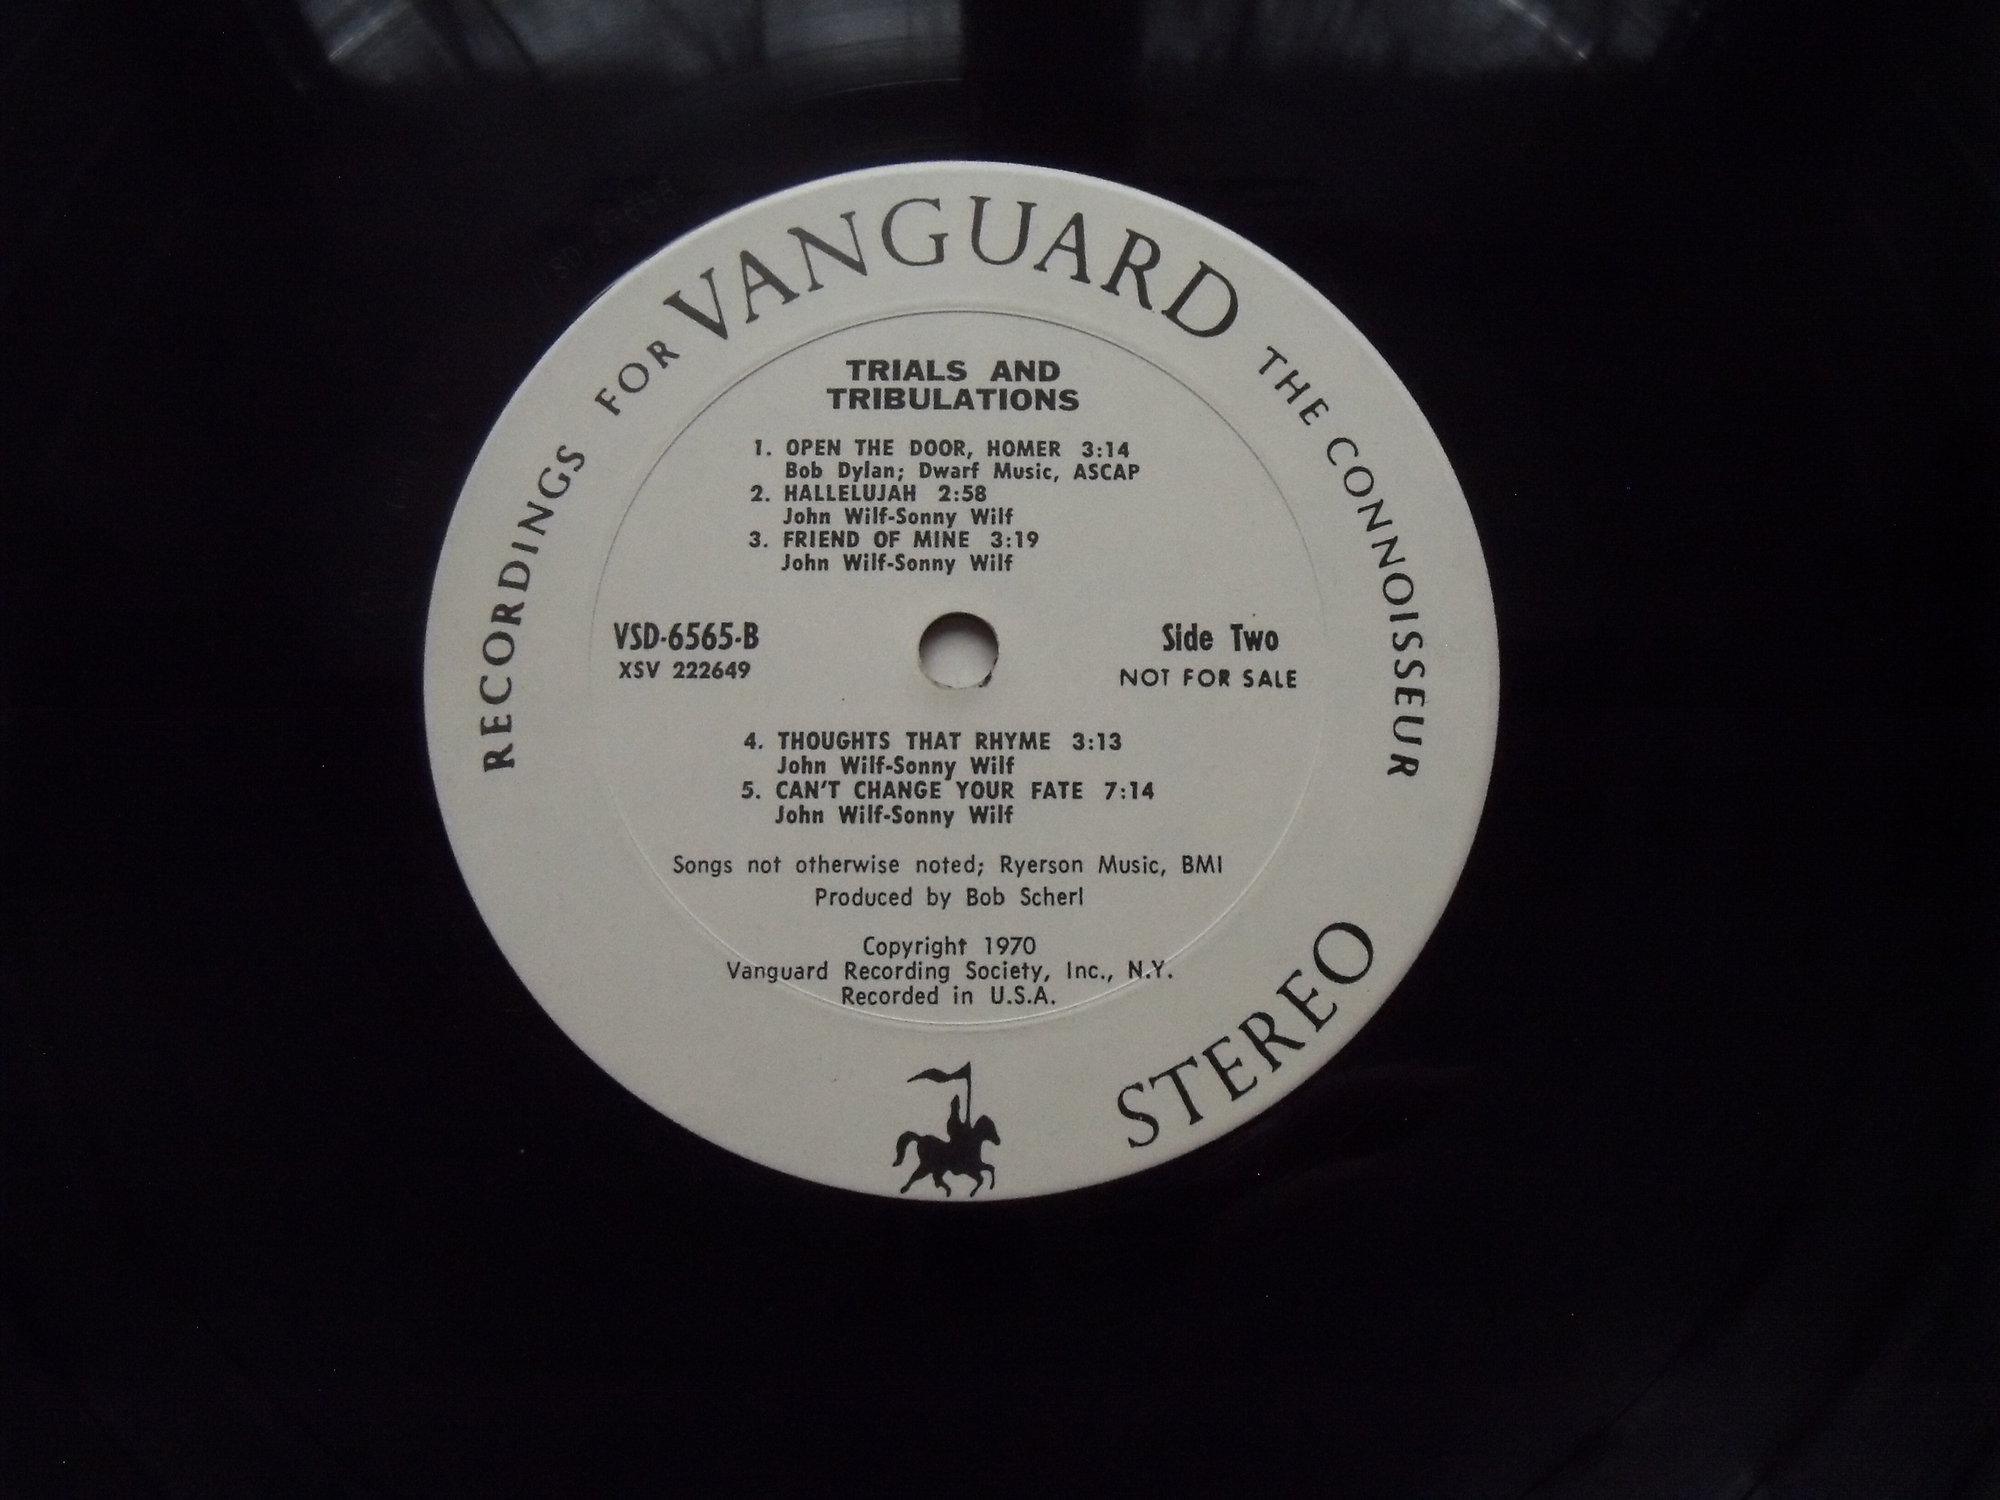 RECORDINGS FOR VANGUARD THE CONNOISSEUR
TRIALS AND
TRIBULATIONS
1. OPEN THE DOOR, HOMER 3:14
Bob Dylan; Dwarf Music, ASCAP
2. HALLELUJAH 2:58
John Wilf-Sonny Wilf
3. FRIEND OF MINE 3:19
John Wilf-Sonny Wilf
VSD-6565-B
XSV 222649
Side Two
NOT FOR SALE
4. THOUGHTS THAT RHYME 3:13
John Wilf-Sonny Wilf
5. CAN'T CHANGE YOUR FATE 7:14
John Wilf-Sonny Wilf
Songs not otherwise noted; Ryerson Music, BMI
Produced by Bob Scherl
Copyright 1970
Vanguard Recording Society, Inc., N.Y.
Recorded in U.S.A.
STEREO